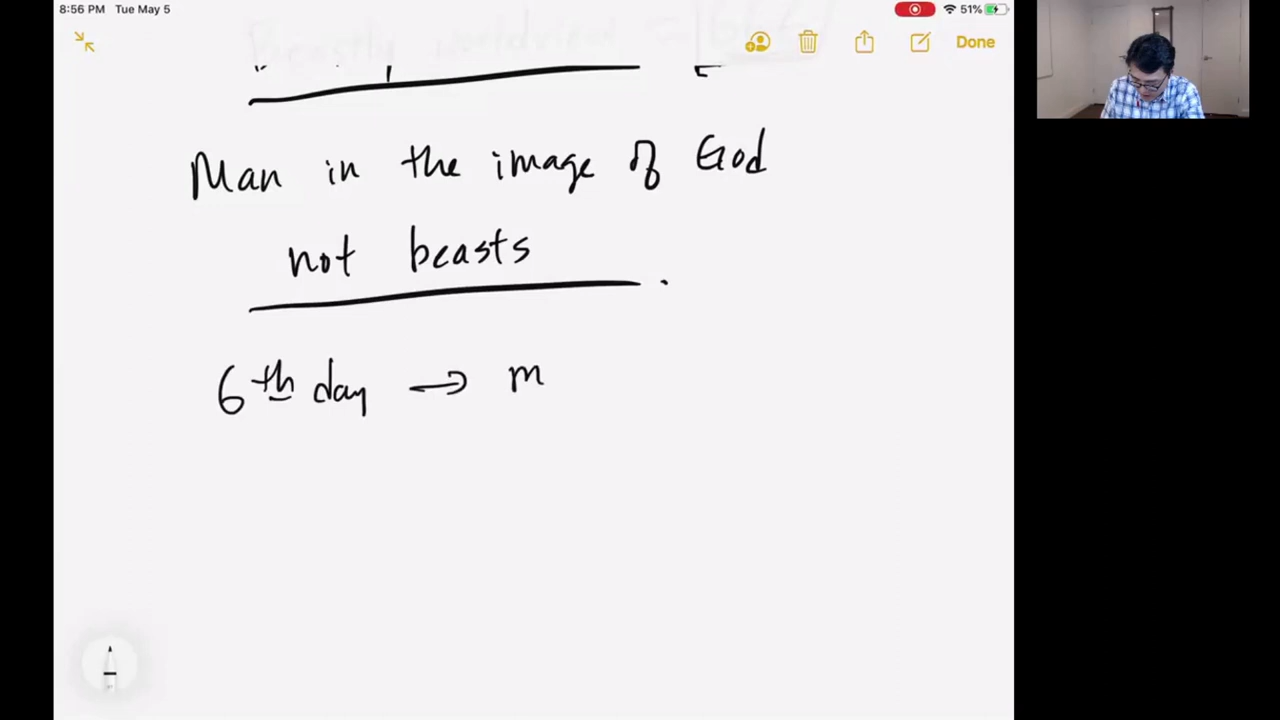 8:56 PM Tue May 5
51%
Done
Man in the image of God
not beasts
6th day → m